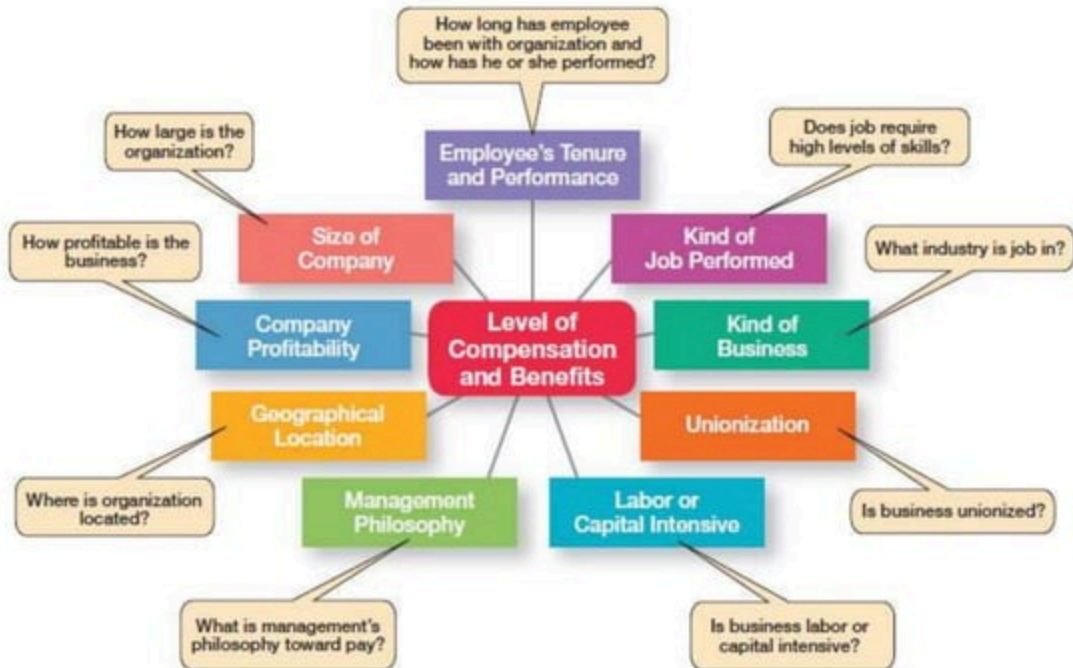 How long has employee
been with organization and
how has he or she performed?
Employee's Tenure
and Performance
How large is the
organization?
Size of
Company
Does job require
high levels of skills?
Kind of
Job Performed
How profitable is the
business?
Company
Profitability
Level of
Compensation
and Benefits
What industry is job in?
Kind of
Business
Geographical
Location
Where is organization
located?
Unionization
Is business unionized?
Management
Philosophy
What is management's
philosophy toward pay?
Labor or
Capital Intensive
Is business labor or
capital intensive?